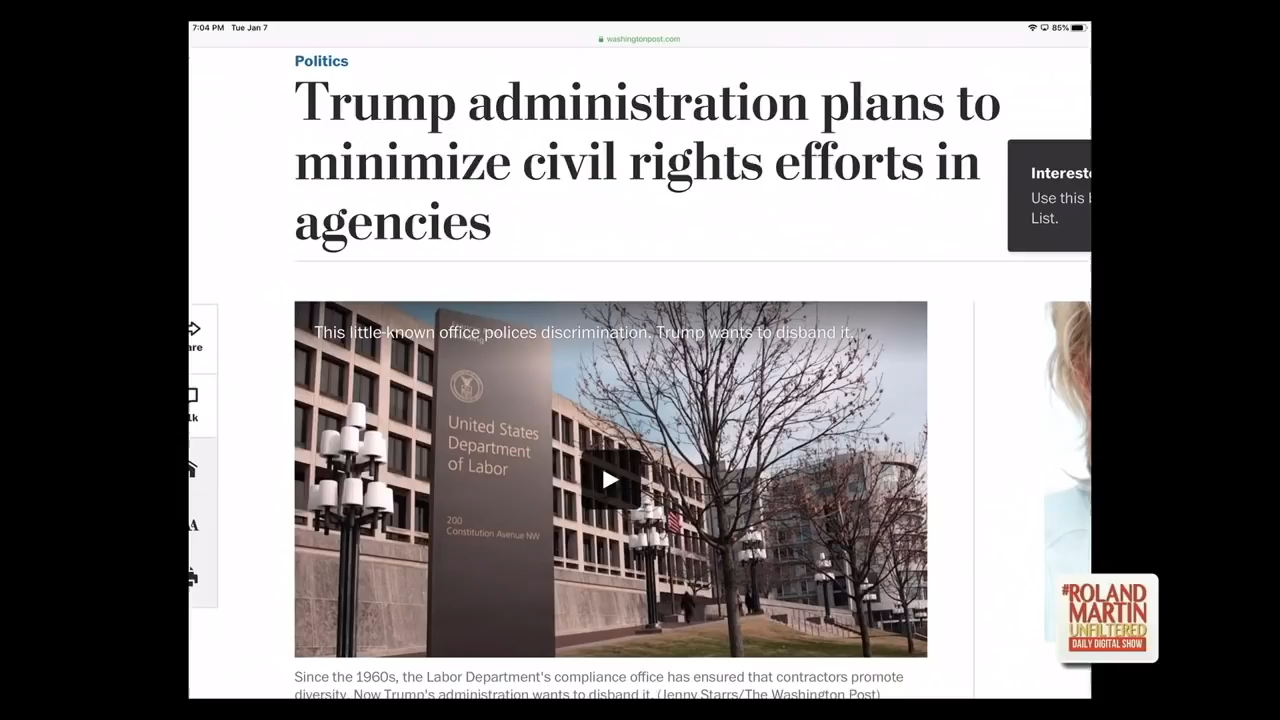 7:04 PM Tue Jan 7
85%
washingtonpost.com
Politics
Trump administration plans to
minimize civil rights efforts in
agencies
Use this
List.
This little-known office polices discrimination. Trump wants to disband it.
United States
Department
of Labor
200
Constitution Avenue NW
#ROLAND
MARTIN
UNFILTERED
DAILY DIGITAL SHOW
Since the 1960s, the Labor Department's compliance office has ensured that contractors promote
diversity. Now Trump's administration wants to disband it. (Jenny Starrs/The Washington Post)